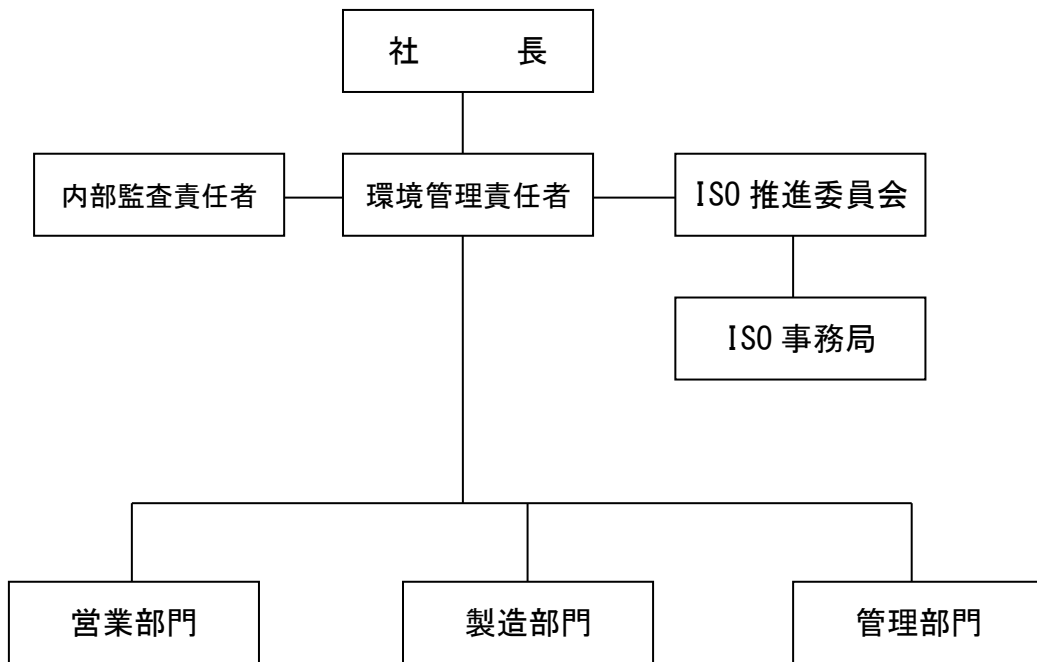 社　　　長
内部監査責任者
環境管理責任者
ISO 推進委員会
ISO 事務局
営業部門
製造部門
管理部門